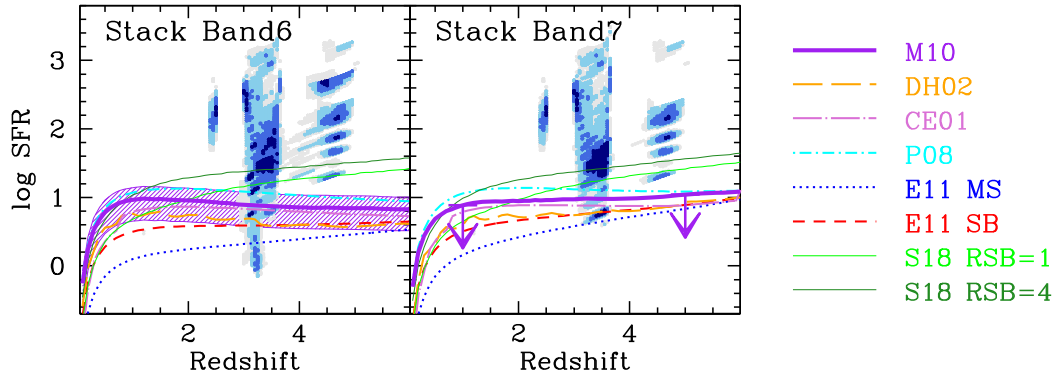 Stack Band6
Stack Band7
3
2
1
0
log SFR
2
4
2
4
Redshift
Redshift
M10
DH02
CE01
P08
E11 MS
E11 SB
S18 RSB=1
S18 RSB=4